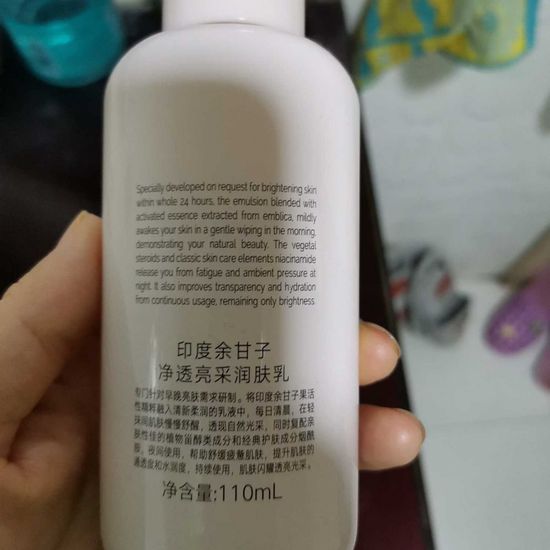 Specially developed on request for brightening skin
within whole 24 hours, the emulsion blended with
activated essence extracted from emblica, mildly
awakes your skin in a gentle wiping in the morning,
demonstrating your natural beauty. The vegetal
steroids and classic skin care elements niacinamide
release you from fatigue and ambient pressure at
night. It also improves transparency and hydration
from continuous usage, remaining only brightness.
印度余甘子
净透亮采润肤乳
专门针对早晚亮肤需求研制。将印度余甘子果活
性精粹融入清新柔润的乳液中，每日清晨，在轻
抹间肌肤慢慢舒醒，透现自然光采，同时复配亲
肤性佳的植物甾醇类成分和经典护肤成分烟酰
胺，夜间使用，帮助舒缓疲惫肌肤，提升肌肤的
通透度和水润度，持续使用，肌肤闪耀透亮光采。
净含量:110mL